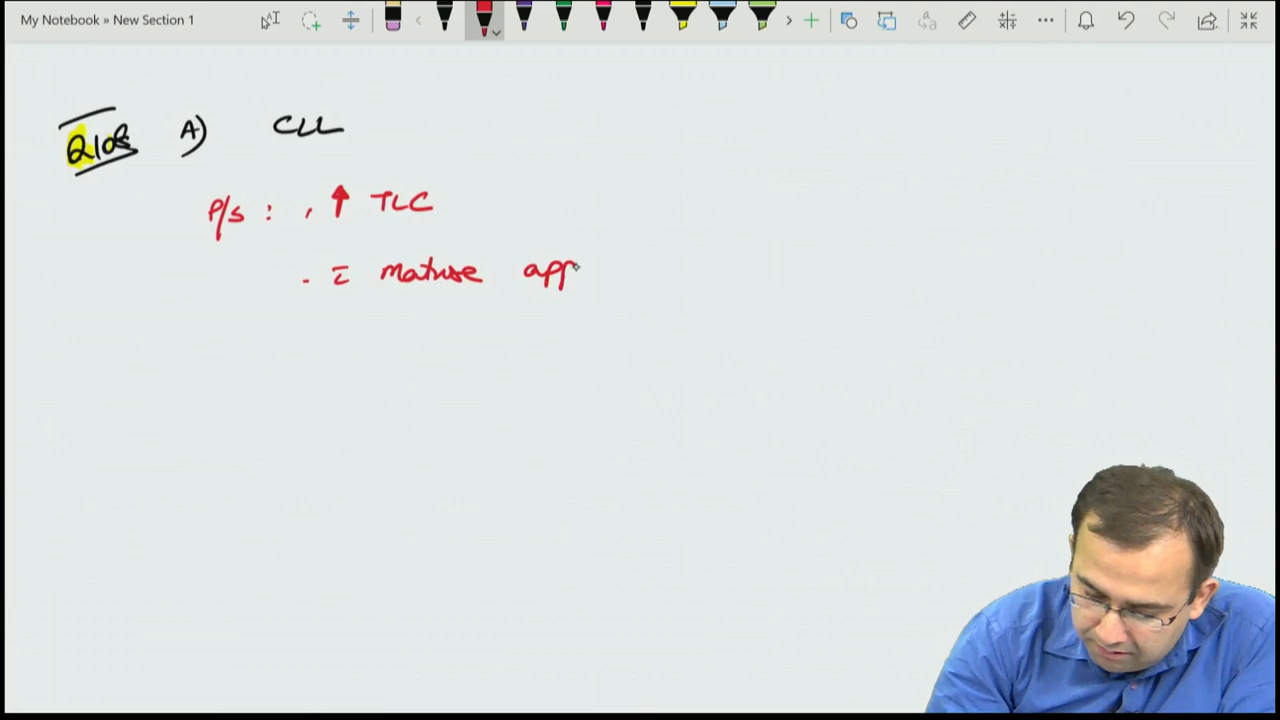 My Notebook » New Section 1
Q108 A) CLL
P/s : . ↑ TLC
. c̄ mature app